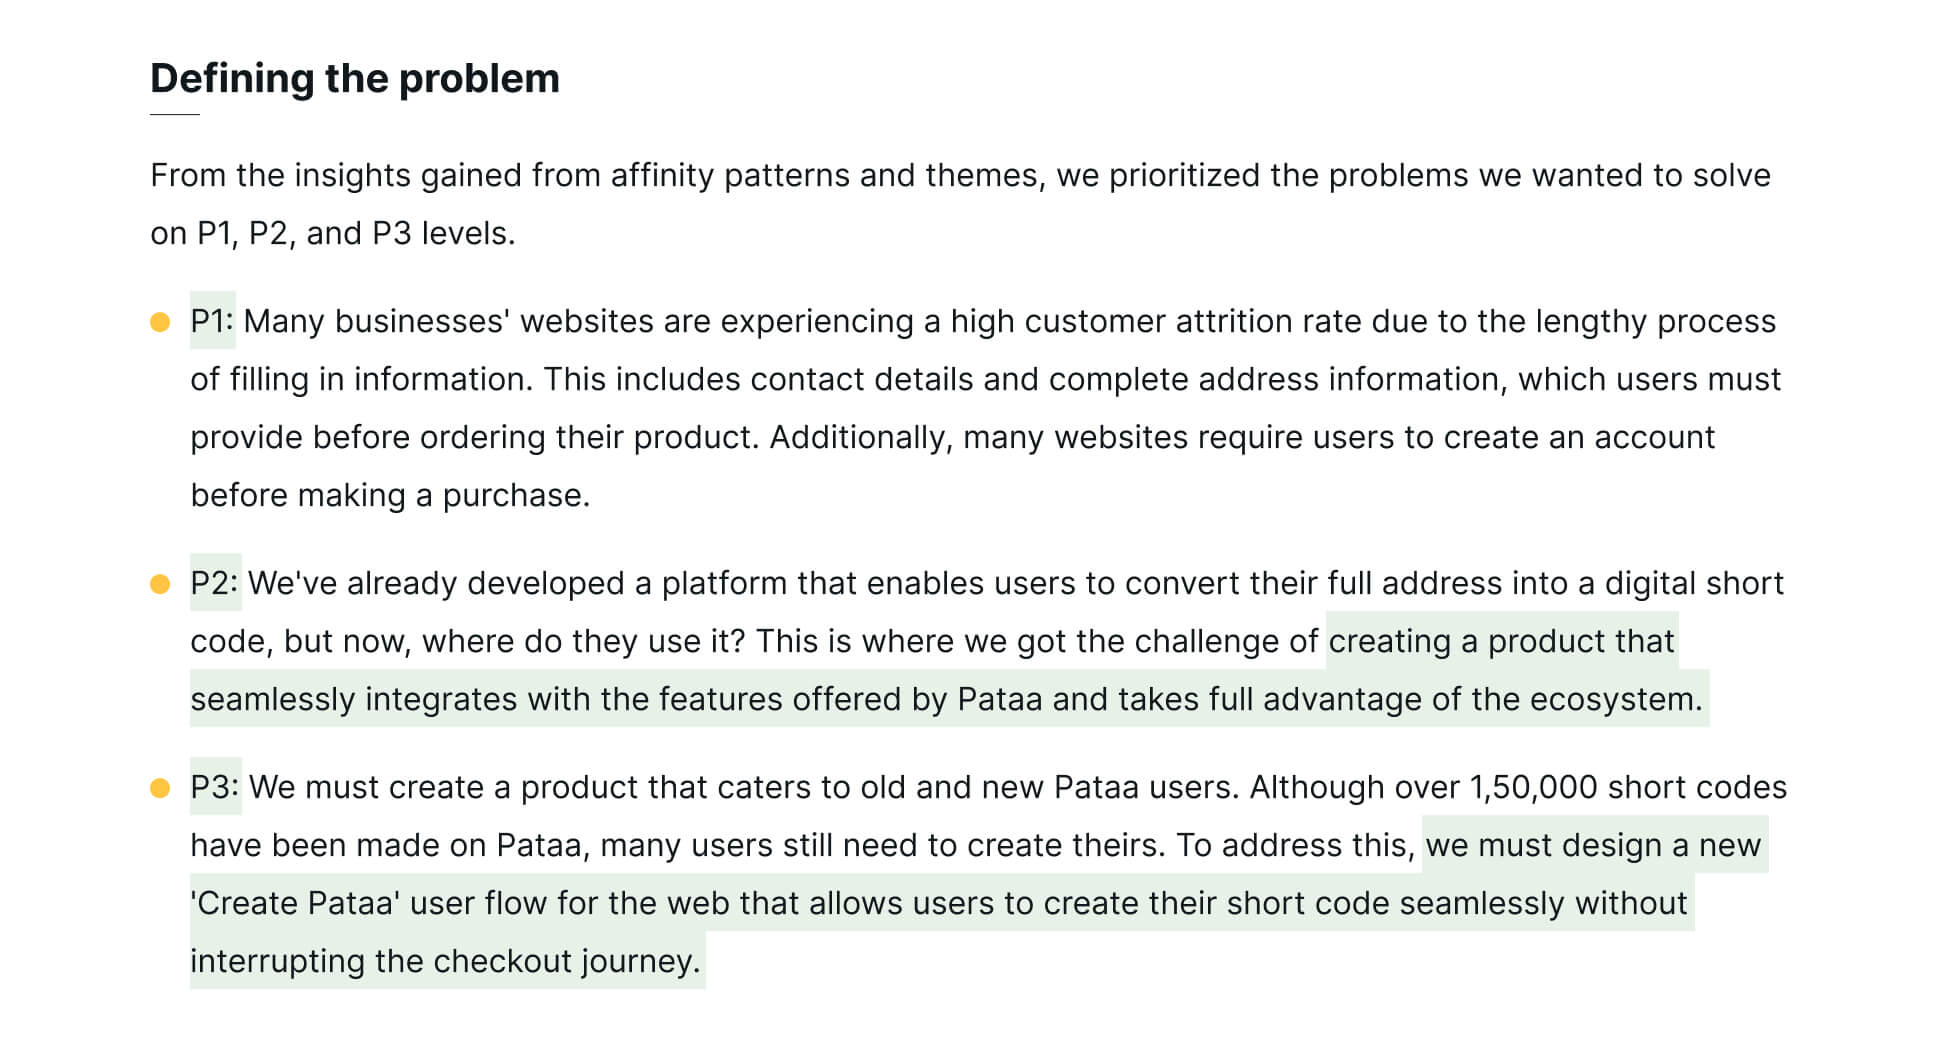 Defining the problem
From the insights gained from affinity patterns and themes, we prioritized the problems we wanted to solve
on P1, P2, and P3 levels.
P1: Many businesses' websites are experiencing a high customer attrition rate due to the lengthy process
of filling in information. This includes contact details and complete address information, which users must
provide before ordering their product. Additionally, many websites require users to create an account
before making a purchase.
P2: We've already developed a platform that enables users to convert their full address into a digital short
code, but now, where do they use it? This is where we got the challenge of creating a product that
seamlessly integrates with the features offered by Pataa and takes full advantage of the ecosystem.
P3: We must create a product that caters to old and new Pataa users. Although over 1,50,000 short codes
have been made on Pataa, many users still need to create theirs. To address this, we must design a new
'Create Pataa' user flow for the web that allows users to create their short code seamlessly without
interrupting the checkout journey.